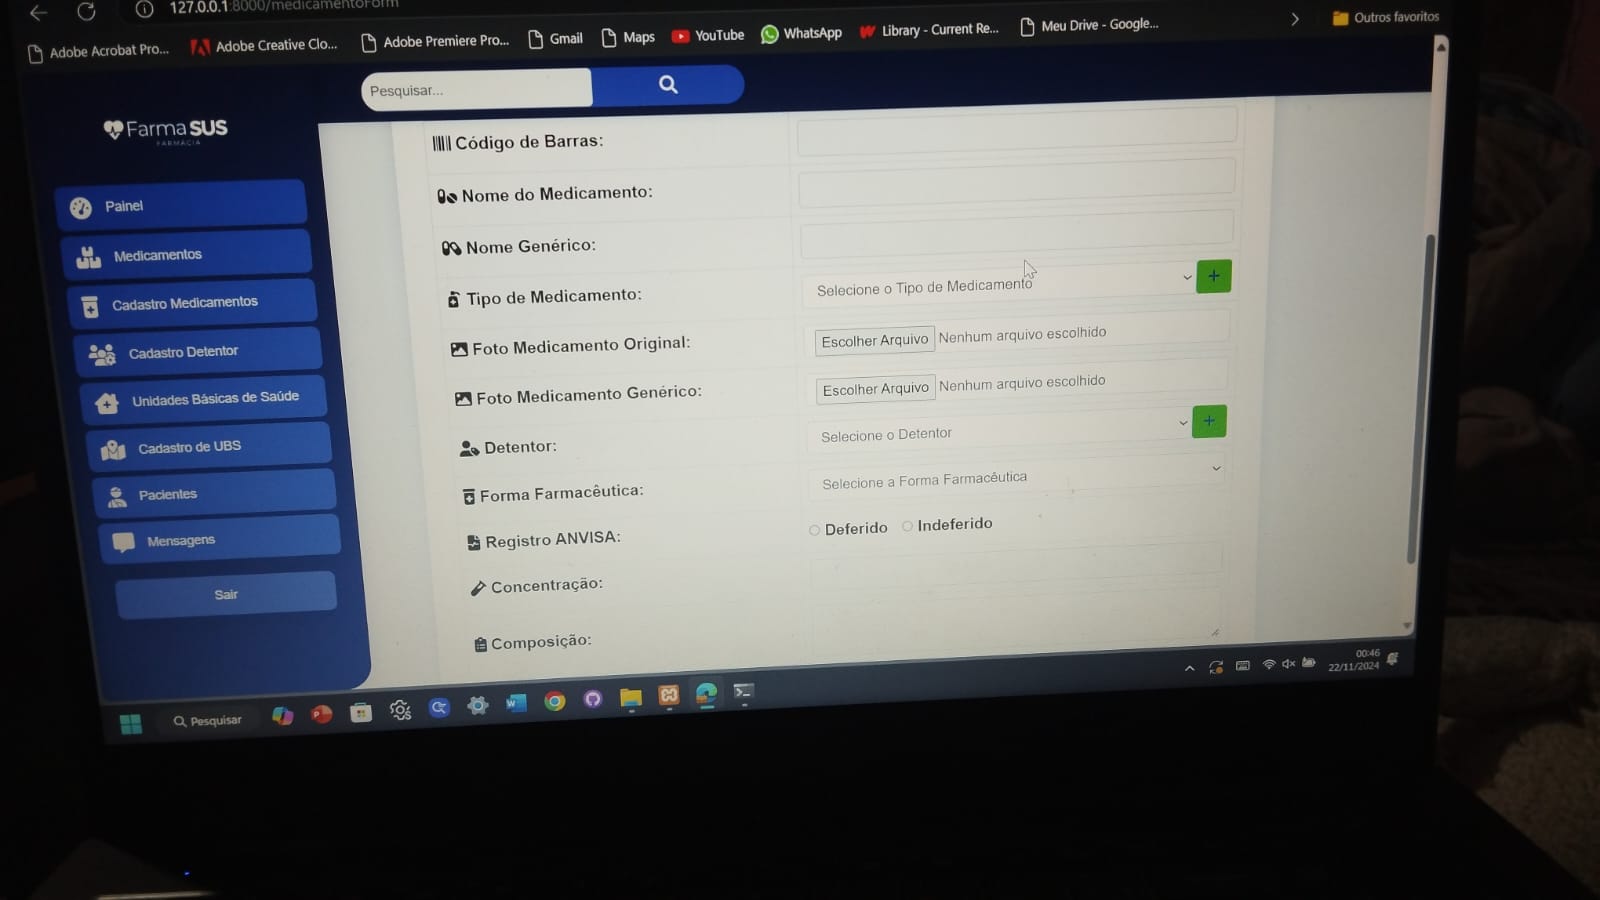 127.0.0.1:8000/medicamentoForm
Adobe Acrobat Pro...
Adobe Creative Clo...
Adobe Premiere Pro...
Gmail
Maps
YouTube
WhatsApp
Library - Current Re...
Meu Drive - Google...
Outros favoritos
Pesquisar...
Farma SUS
FARMÁCIA
Painel
Medicamentos
Cadastro Medicamentos
Cadastro Detentor
Unidades Básicas de Saúde
Cadastro de UBS
Pacientes
Mensagens
Sair
Código de Barras:
Nome do Medicamento:
Nome Genérico:
Tipo de Medicamento:
Selecione o Tipo de Medicamento
+
Foto Medicamento Original:
Escolher Arquivo Nenhum arquivo escolhido
Foto Medicamento Genérico:
Escolher Arquivo Nenhum arquivo escolhido
Detentor:
Selecione o Detentor
+
Forma Farmacêutica:
Selecione a Forma Farmacêutica
Registro ANVISA:
Deferido Indeferido
Concentração:
Composição:
Pesquisar
00:46
22/11/2024